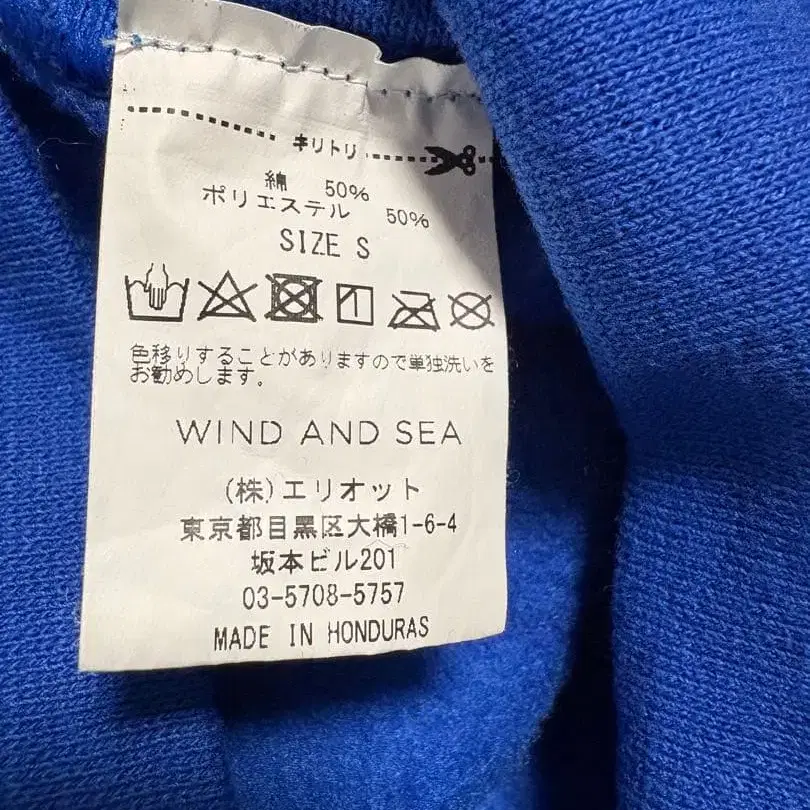 キリトリ
綿 50%
ポリエステル 50%
SIZE S
色移りすることがありますので単独洗いを
お勧めします。
WIND AND SEA
(株)エリオット
東京都目黒区大橋1-6-4
坂本ビル201
03-5708-5757
MADE IN HONDURAS